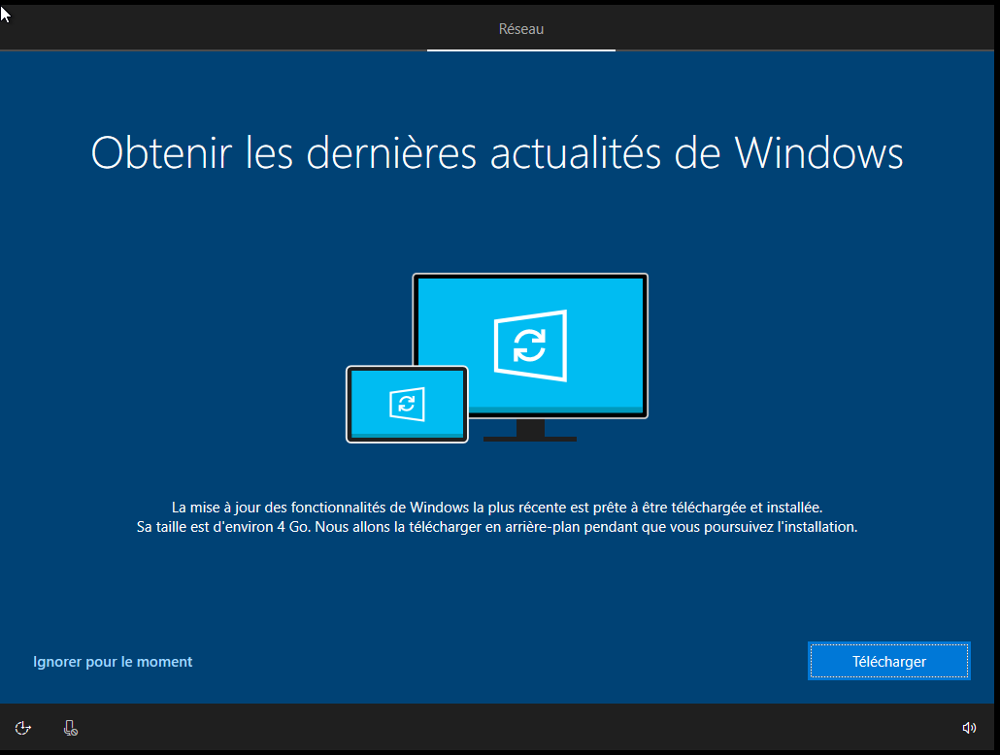 Réseau
Obtenir les dernières actualités de Windows
La mise à jour des fonctionnalités de Windows la plus récente est prête à être téléchargée et installée.
Sa taille est d'environ 4 Go. Nous allons la télécharger en arrière-plan pendant que vous poursuivez l'installation.
Ignorer pour le moment
Télécharger